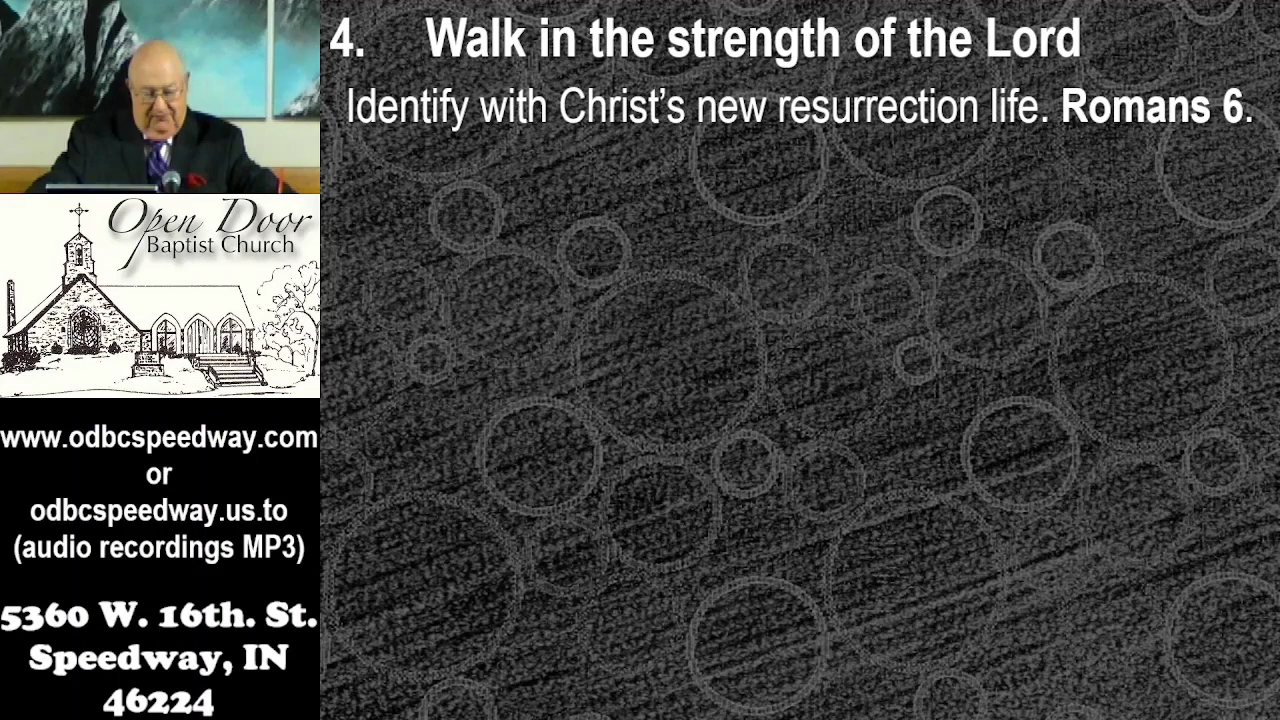 4. Walk in the strength of the Lord
Identify with Christ's new resurrection life. Romans 6.
Open Door
Baptist Church
www.odbcspeedway.com
or
odbcspeedway.us.to
(audio recordings MP3)
5360 W. 16th. St.
Speedway, IN
46224